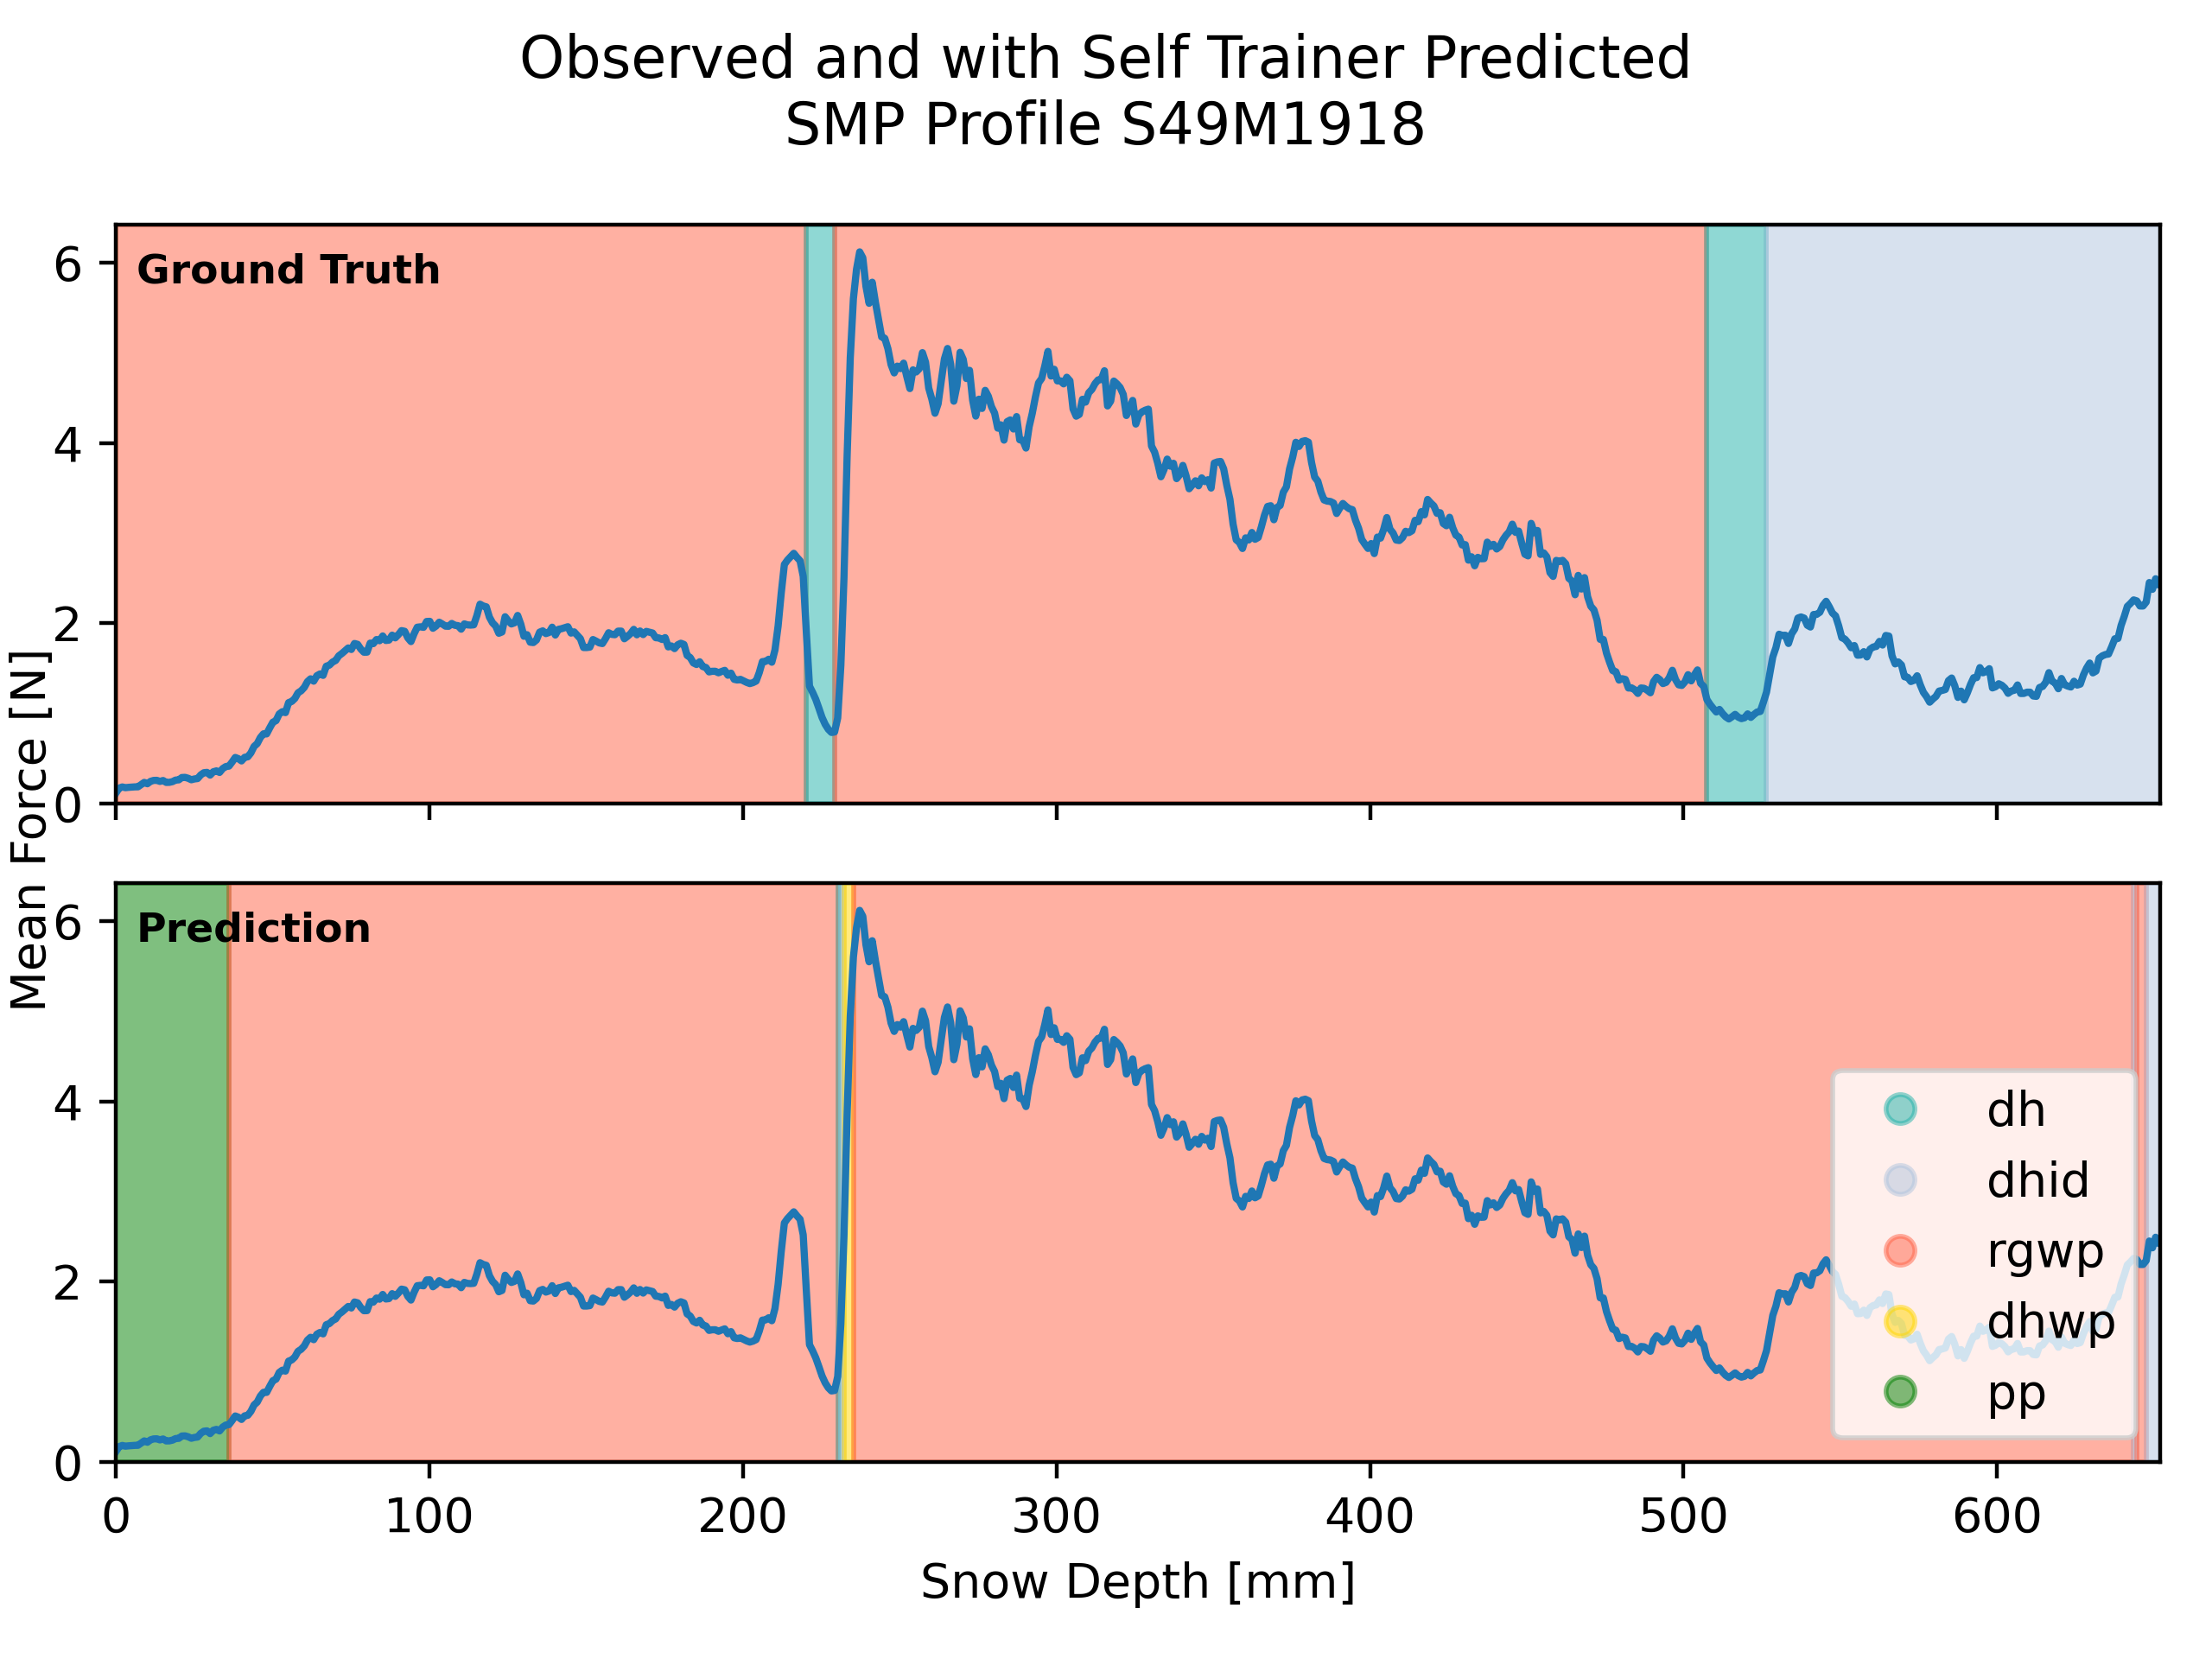 Observed and with Self Trainer Predicted
SMP Profile S49M1918
Ground Truth
6
4
2
0
Mean Force [N]
Prediction
6
4
2
0
dh
dhid
rgwp
dhwp
pp
0 100 200 300 400 500 600
Snow Depth [mm]